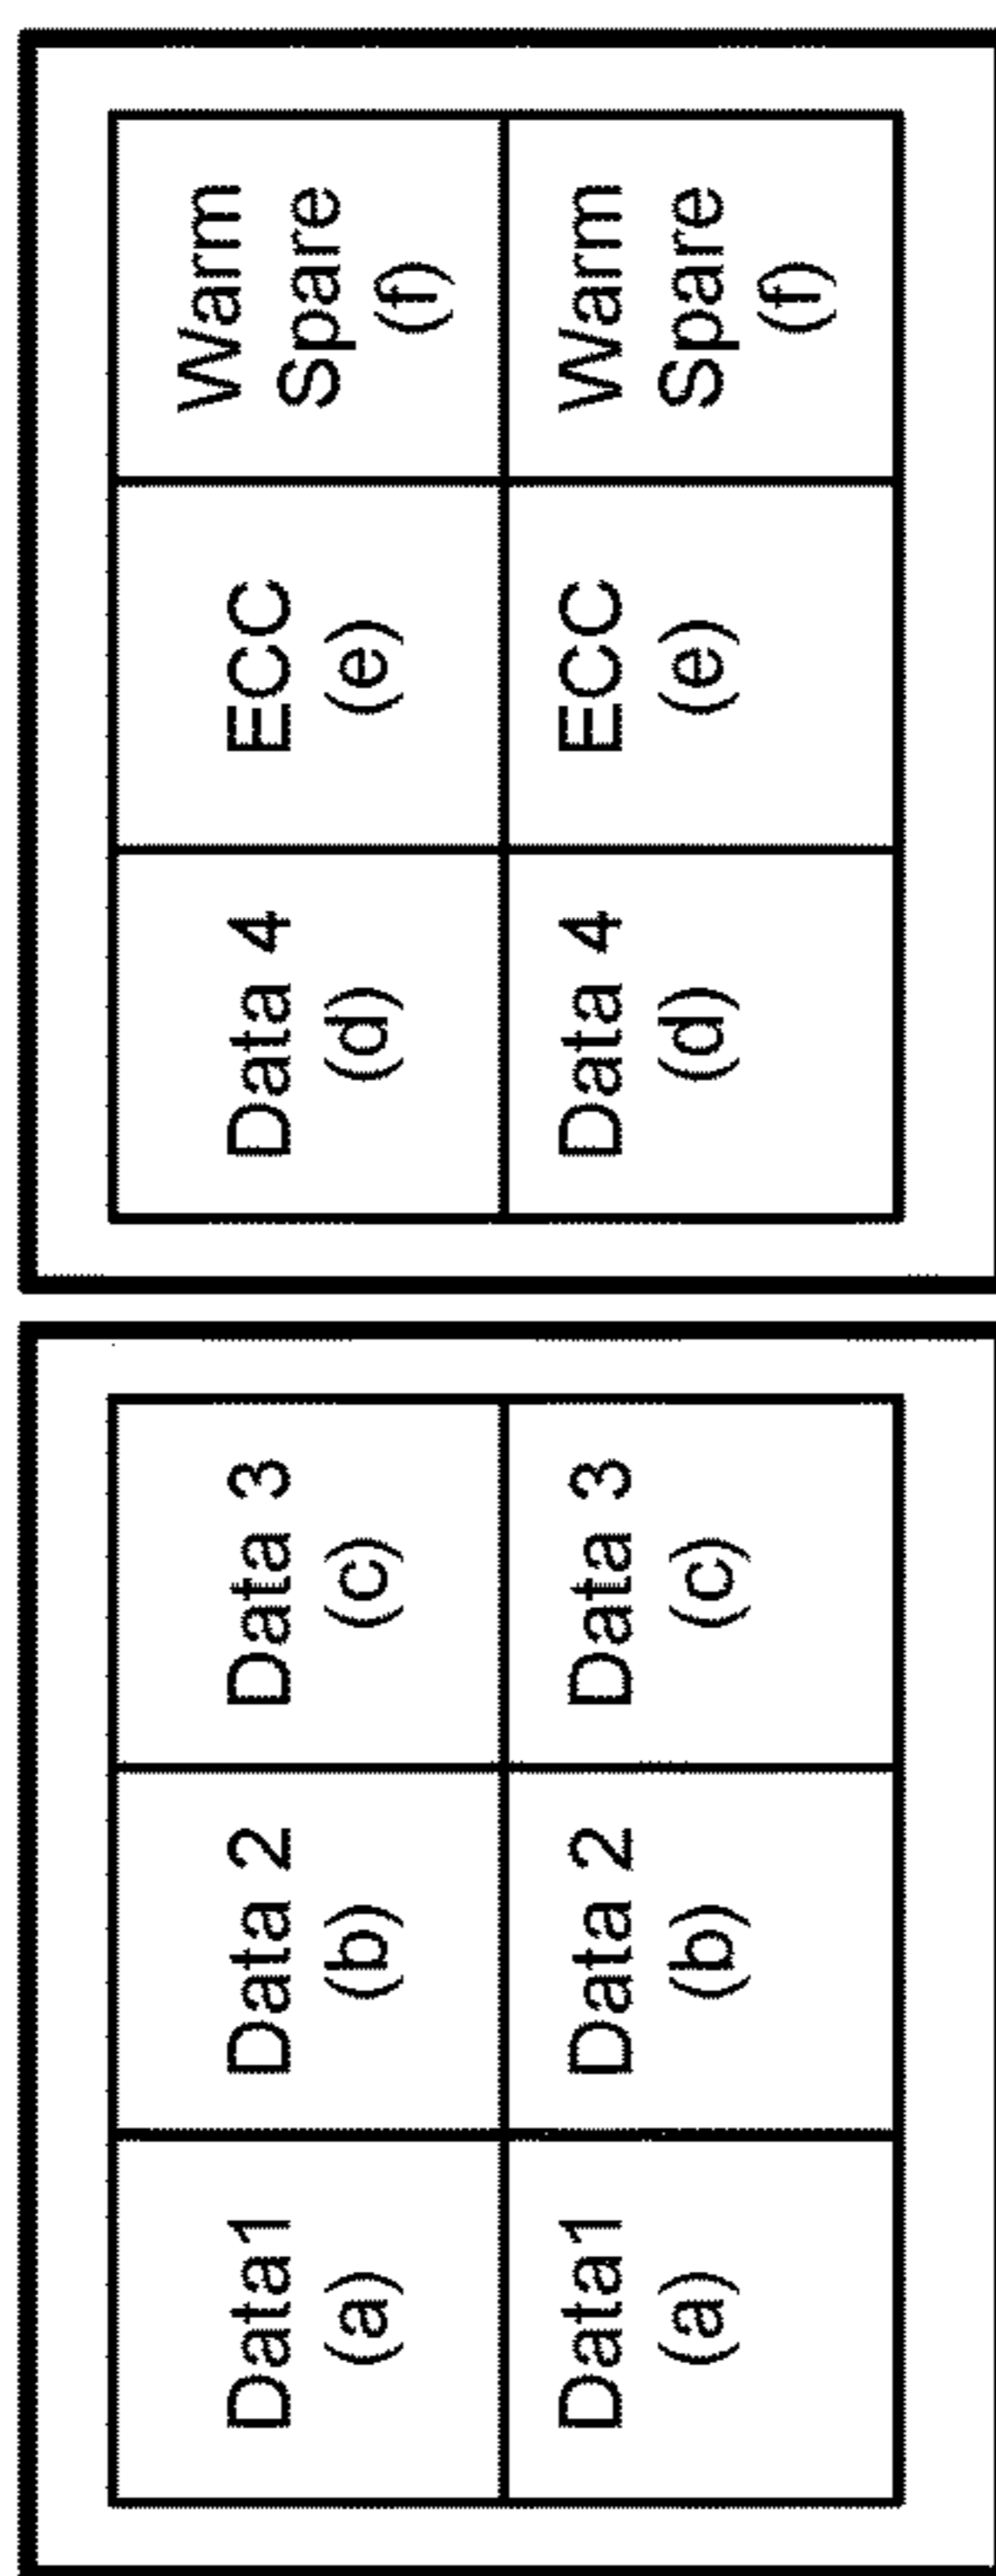 Data1
(a)
Data 2
(b)
Data 3
(c)
Data 4
(d)
ECC
(e)
Warm
Spare
(f)
Data1
(a)
Data 2
(b)
Data 3
(c)
Data 4
(d)
ECC
(e)
Warm
Spare
(f)